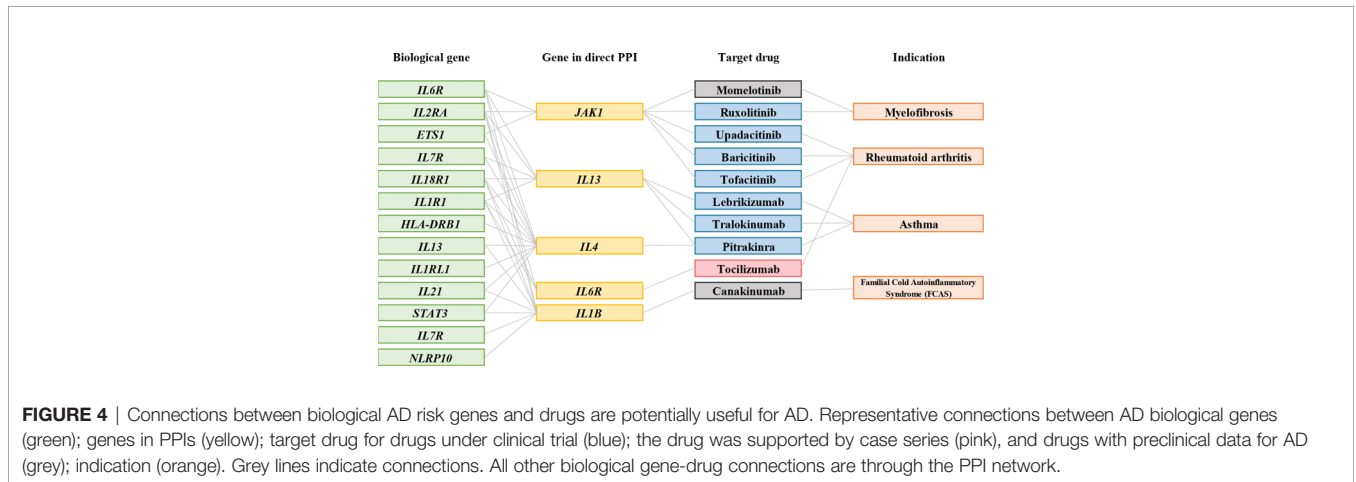 Biological gene Gene in direct PPI Target drug Indication
IL6R Momelotinib
IL2RA JAK1 Ruxolitinib Myelofibrosis
ETS1 Upadacitinib
IL7R Baricitinib Rheumatoid arthritis
IL18R1 IL13 Tofacitinib
IL1R1 Lebrikizumab
HLA-DRB1 Tralokinumab Asthma
IL13 IL4 Pitrakinra
IL1RL1 Tocilizumab
IL21 IL6R Canakinumab Familial Cold Autoinflammatory
Syndrome (FCAS)
STAT3 IL1B
IL7R
NLRP10
FIGURE 4 | Connections between biological AD risk genes and drugs are potentially useful for AD. Representative connections between AD biological genes
(green); genes in PPIs (yellow); target drug for drugs under clinical trial (blue); the drug was supported by case series (pink), and drugs with preclinical data for AD
(grey); indication (orange). Grey lines indicate connections. All other biological gene-drug connections are through the PPI network.